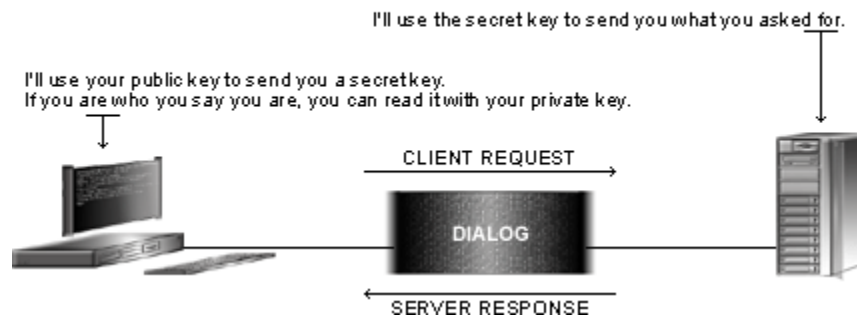 I'll use the secret key to send you what you asked for.
I'll use your public key to send you a secret key.
If you are who you say you are, you can read it with your private key.
CLIENT REQUEST
DIALOG
SERVER RESPONSE